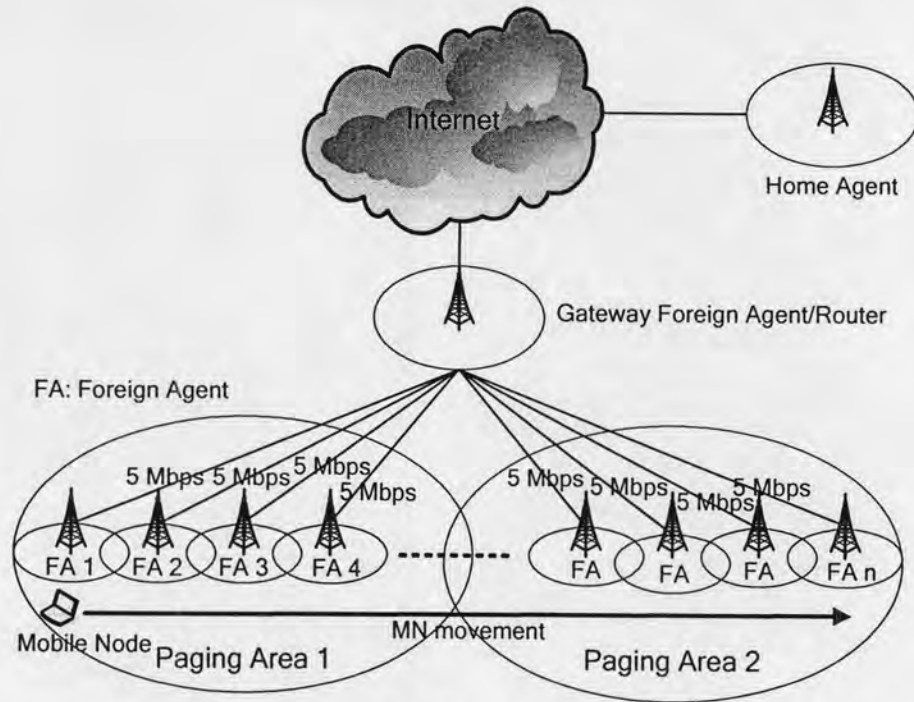 Internet
Home Agent
Gateway Foreign Agent/Router
FA: Foreign Agent
5 Mbps
5 Mbps
5 Mbps
5 Mbps
5 Mbps
5 Mbps
5 Mbps
5 Mbps
FA 1
FA 2
FA 3
FA 4
FA
FA
FA
FA n
Mobile Node
MN movement
Paging Area 1
Paging Area 2